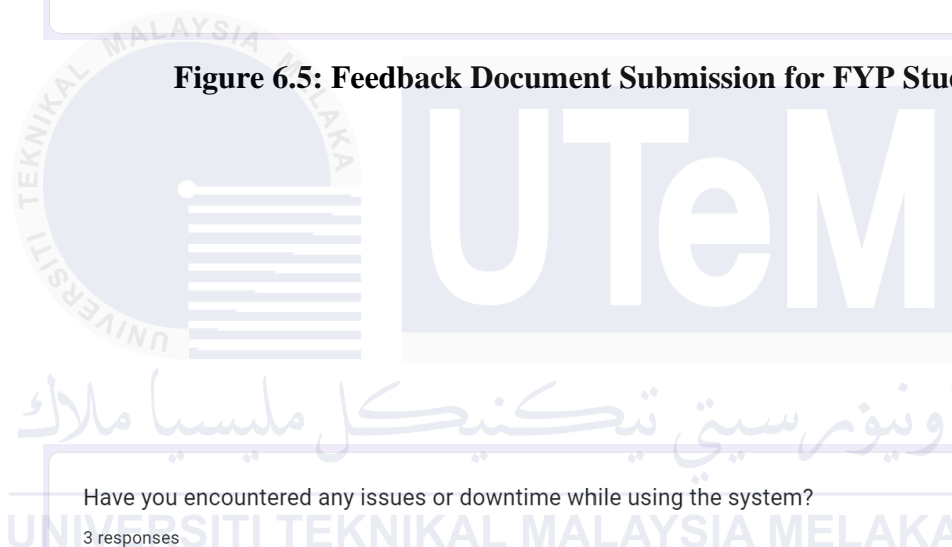 UNIVERSITI TEKNIKAL MALAYSIA MELAKA
Figure 6.5: Feedback Document Submission for FYP Stu
UTeM
اونيۏرسيتي تيكنيكل مليسيا ملاك
Have you encountered any issues or downtime while using the system?
UNIVERSITI TEKNIKAL MALAYSIA MELAKA
3 responses